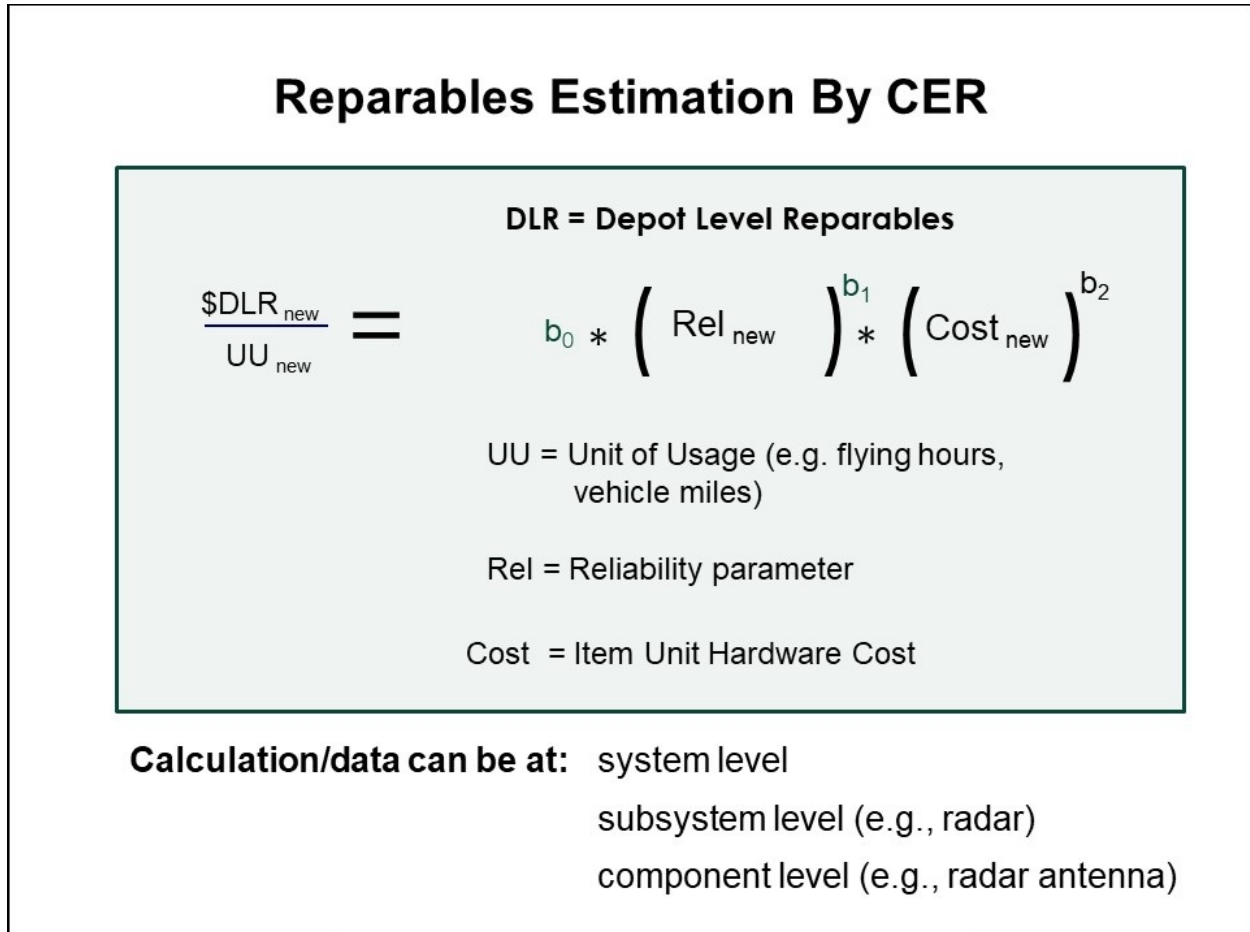 Reparables Estimation By CER
DLR = Depot Level Reparables
$DLR new
UU new
=
b0 * ( Rel new )b1 * ( Cost new )b2
UU = Unit of Usage (e.g. flying hours,
vehicle miles)
Rel = Reliability parameter
Cost = Item Unit Hardware Cost
Calculation/data can be at: system level
subsystem level (e.g., radar)
component level (e.g., radar antenna)